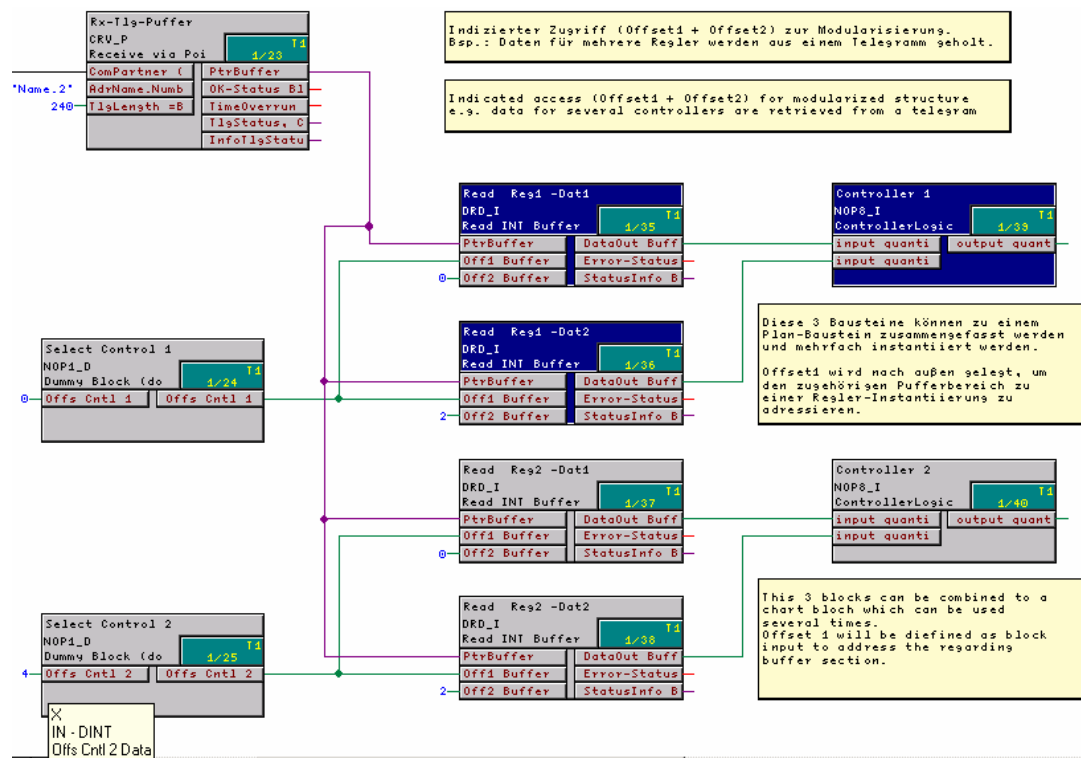 Rx-Tlg-Puffer
CRV_P
Receive via Poi
T1
1/23
ComPartner (
PtrBuffer
"Name.2"
AdrName.Numb
OK-Status Bl
240
TlgLength =B
TimeOverrun
TlgStatus, C
InfoTlgStatu
Indizierter Zugriff (Offset1 + Offset2) zur Modularisierung.
Bsp.: Daten für mehrere Regler werden aus einem Telegramm geholt.
Indicated access (Offset1 + Offset2) for modularized structure
e.g. data for several controllers are retrieved from a telegram
Read Reg1 -Dat1
DRD_I
Read INT Buffer
T1
1/35
PtrBuffer
DataOut Buff
Off1 Buffer
Error-Status
0
Off2 Buffer
StatusInfo B
Controller 1
NOP8_I
ControllerLogic
T1
1/39
input quanti
output quant
input quanti
Read Reg1 -Dat2
DRD_I
Read INT Buffer
T1
1/36
PtrBuffer
DataOut Buff
Off1 Buffer
Error-Status
2
Off2 Buffer
StatusInfo B
Select Control 1
NOP1_D
Dummy Block (do
T1
1/24
0
Offs Cntl 1
Offs Cntl 1
Diese 3 Bausteine können zu einem
Plan-Baustein zusammengefasst werden
und mehrfach instantiiert werden.
Offset1 wird nach außen gelegt, um
den zugehörigen Pufferbereich zu
einer Regler-Instantiierung zu
adressieren.
Read Reg2 -Dat1
DRD_I
Read INT Buffer
T1
1/37
PtrBuffer
DataOut Buff
Off1 Buffer
Error-Status
0
Off2 Buffer
StatusInfo B
Controller 2
NOP8_I
ControllerLogic
T1
1/40
input quanti
output quant
input quanti
Read Reg2 -Dat2
DRD_I
Read INT Buffer
T1
1/38
PtrBuffer
DataOut Buff
Off1 Buffer
Error-Status
2
Off2 Buffer
StatusInfo B
Select Control 2
NOP1_D
Dummy Block (do
T1
1/25
4
Offs Cntl 2
Offs Cntl 2
X
IN - DINT
Offs Cntl 2 Data
This 3 blocks can be combined to a
chart bloch which can be used
several times.
Offset 1 will be diefined as block
input to address the regarding
buffer section.